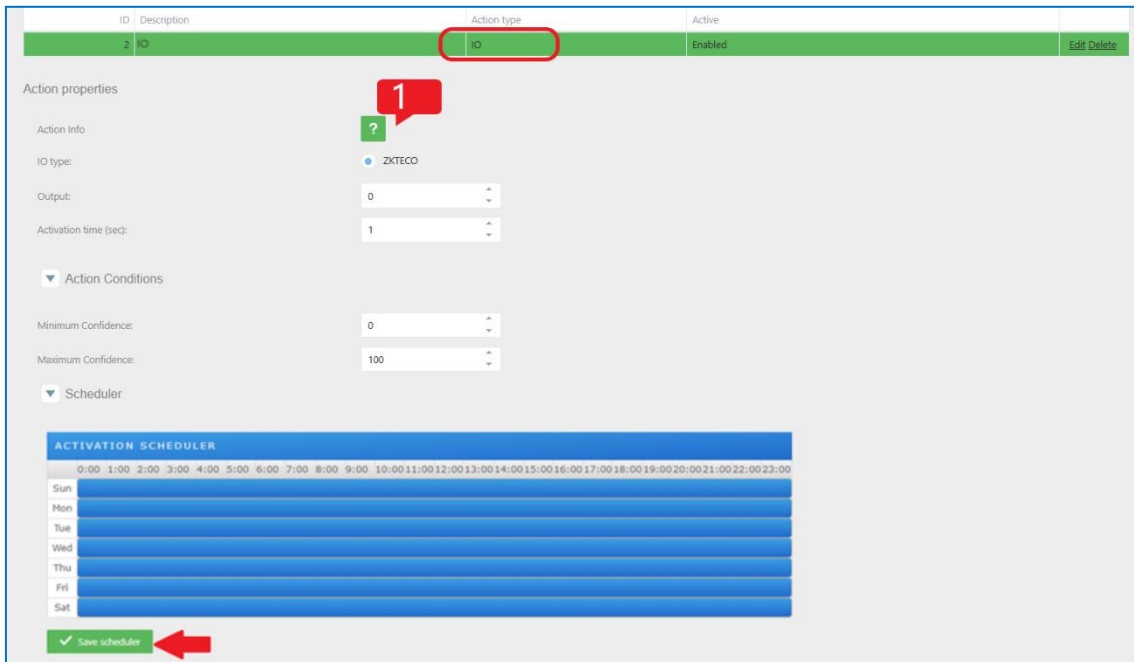 ID Description Action type Active
2 IO IO Enabled Edit Delete
Action properties
1
Action Info ?
IO type: ZKTECO
Output: 0
Activation time (sec): 1
Action Conditions
Minimum Confidence: 0
Maximum Confidence: 100
Scheduler
ACTIVATION SCHEDULER
0:00 1:00 2:00 3:00 4:00 5:00 6:00 7:00 8:00 9:00 10:00 11:00 12:00 13:00 14:00 15:00 16:00 17:00 18:00 19:00 20:00 21:00 22:00 23:00
Sun
Mon
Tue
Wed
Thu
Fri
Sat
Save scheduler